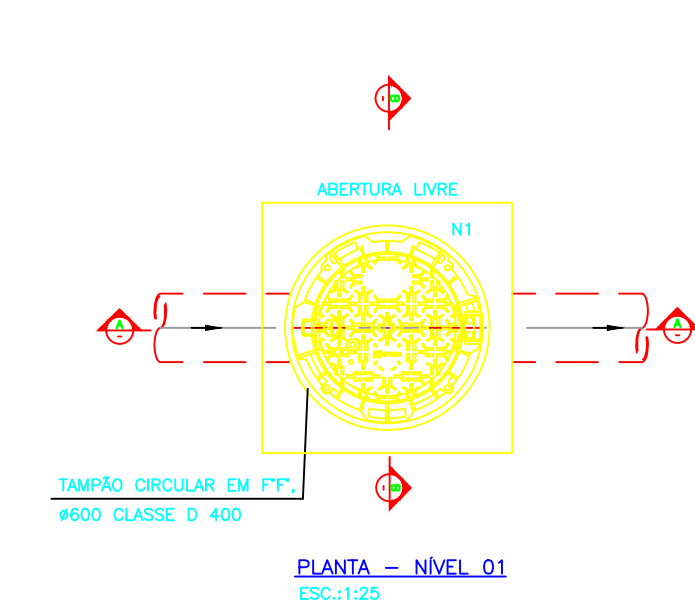 B
ABERTURA LIVRE
N1
A
A
TAMPÃO CIRCULAR EM F°F°,
ø600 CLASSE D 400
B
PLANTA – NÍVEL 01
ESC.:1:25